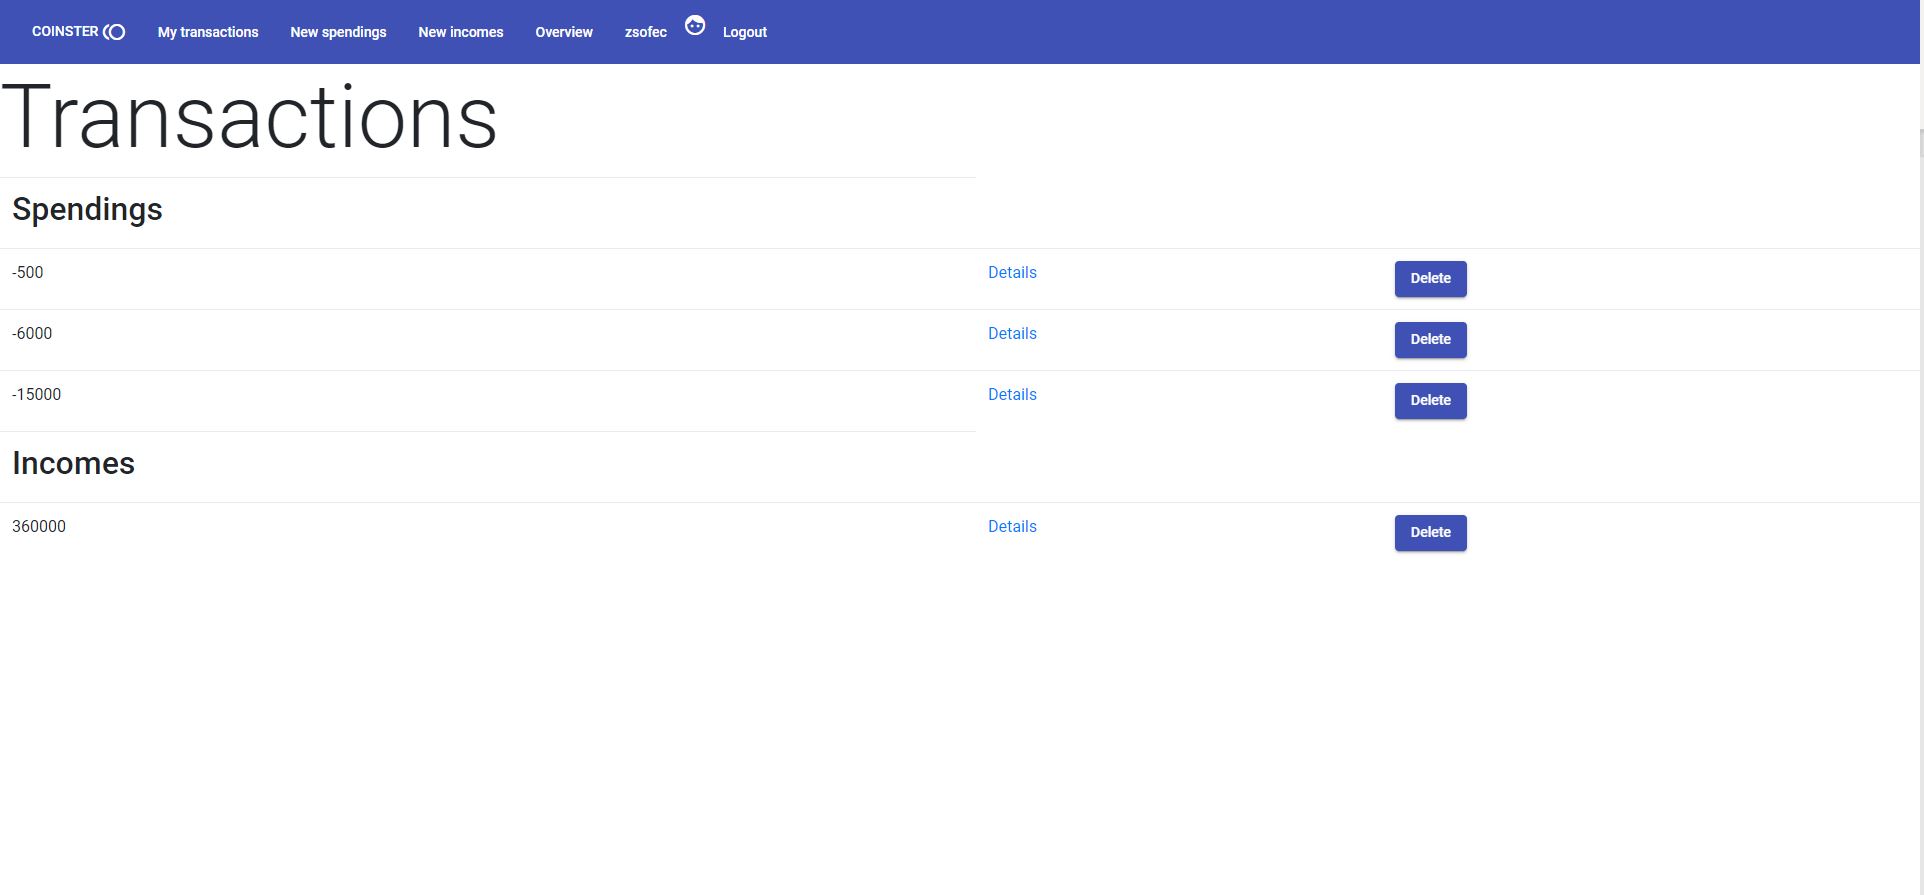 COINSTER My transactions New spendings New incomes Overview zsofec Logout
Transactions
Spendings
-500 Details Delete
-6000 Details Delete
-15000 Details Delete
Incomes
360000 Details Delete